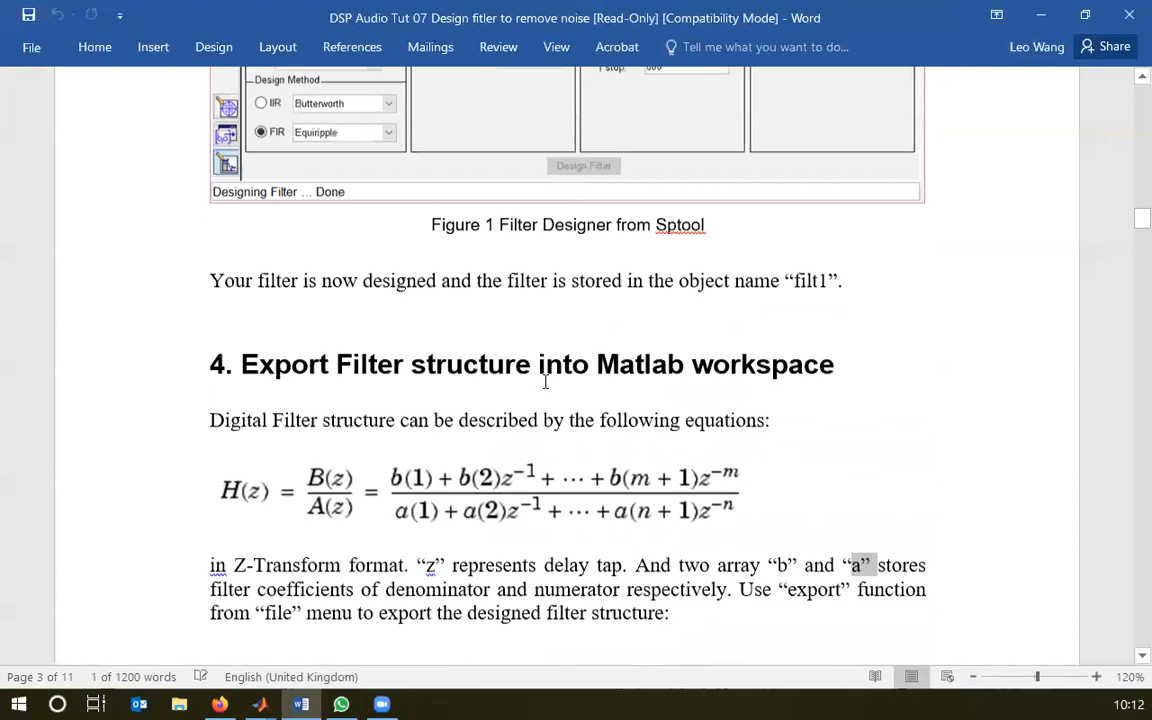 DSP Audio Tut 07 Design fitler to remove noise [Read-Only] [Compatibility Mode] - Word
File Home Insert Design Layout References Mailings Review View Acrobat Tell me what you want to do... Leo Wang Share
Design Method
IIR Butterworth
FIR Equiripple
Design Filter
Designing Filter ... Done
Figure 1 Filter Designer from Sptool
Your filter is now designed and the filter is stored in the object name “filt1”.
4. Export Filter structure into Matlab workspace
Digital Filter structure can be described by the following equations:
H(z) = B(z)/A(z) = (b(1) + b(2)z⁻¹ + ⋯ + b(m + 1)z⁻ᵐ)/(a(1) + a(2)z⁻¹ + ⋯ + a(n + 1)z⁻ⁿ)
in Z-Transform format. “z” represents delay tap. And two array “b” and “a” stores
filter coefficients of denominator and numerator respectively. Use “export” function
from “file” menu to export the designed filter structure:
Page 3 of 11 1 of 1200 words English (United Kingdom) 120%
10:12